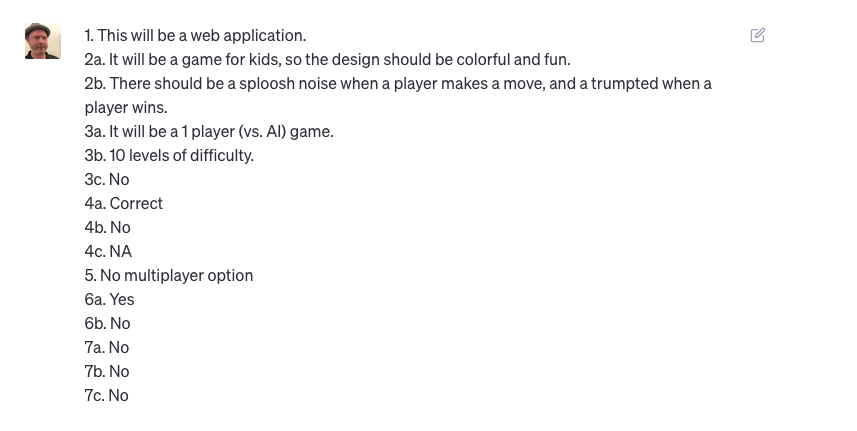 1. This will be a web application.
2a. It will be a game for kids, so the design should be colorful and fun.
2b. There should be a sploosh noise when a player makes a move, and a trumpted when a
player wins.
3a. It will be a 1 player (vs. AI) game.
3b. 10 levels of difficulty.
3c. No
4a. Correct
4b. No
4c. NA
5. No multiplayer option
6a. Yes
6b. No
7a. No
7b. No
7c. No